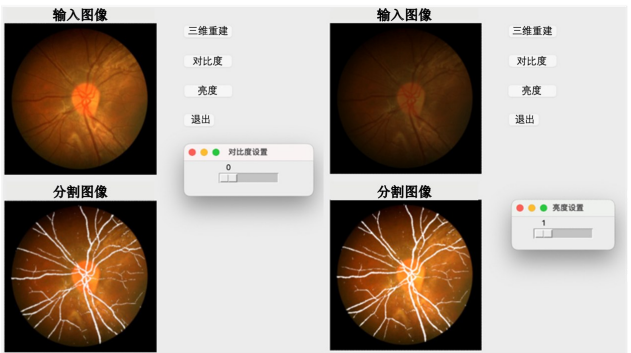 输入图像
三维重建
对比度
亮度
退出
对比度设置
0
分割图像
输入图像
三维重建
对比度
亮度
退出
分割图像
亮度设置
1